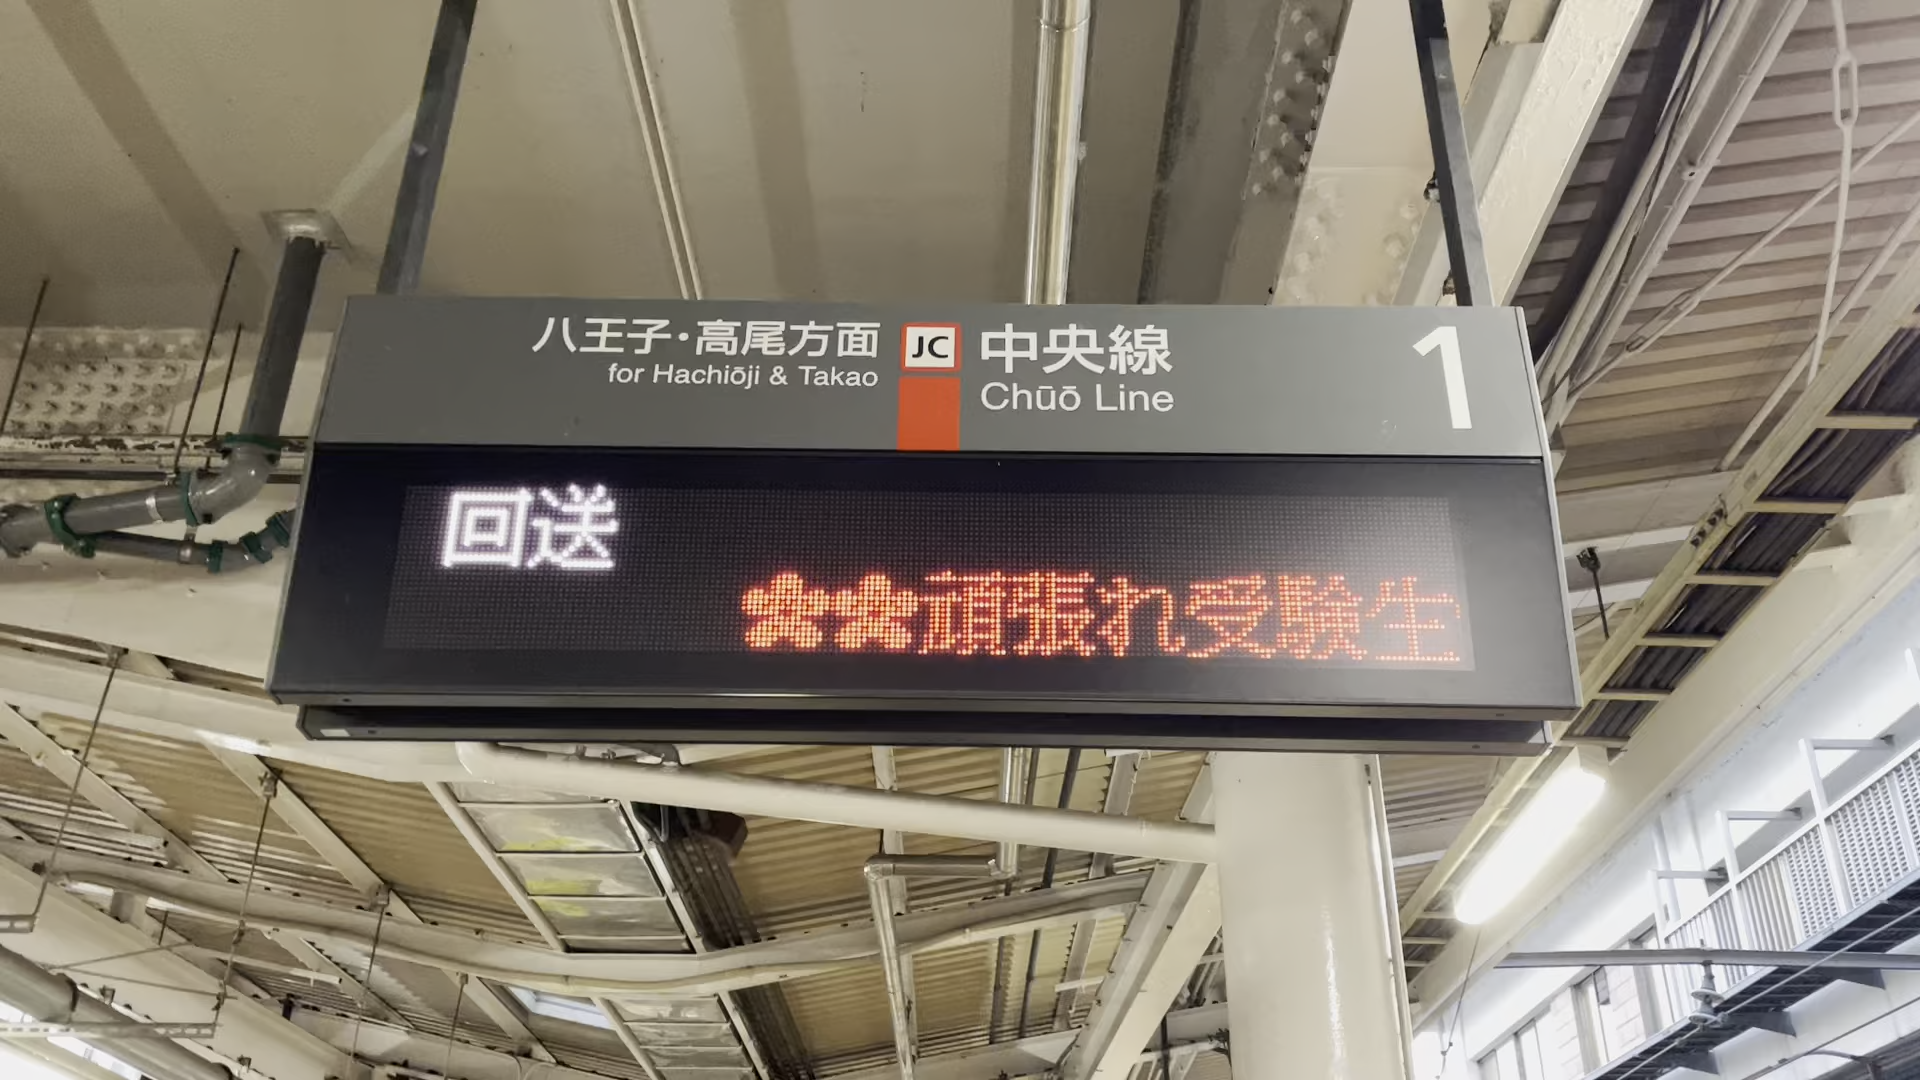 八王子・高尾方面
for Hachiōji & Takao
JC
中央線
Chūō Line
1
回送
頑張れ受験生